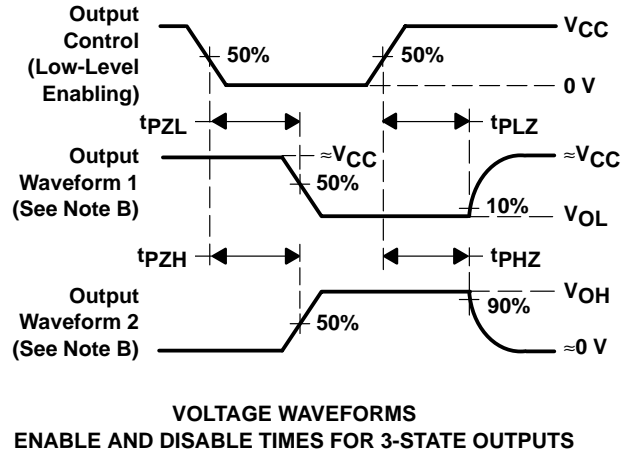 Output
Control
(Low-Level
Enabling)
50%
50%
VCC
0 V
tPZL
tPLZ
Output
Waveform 1
(See Note B)
≈VCC
50%
≈VCC
10%
VOL
tPZH
tPHZ
Output
Waveform 2
(See Note B)
50%
VOH
90%
≈0 V
VOLTAGE WAVEFORMS
ENABLE AND DISABLE TIMES FOR 3-STATE OUTPUTS